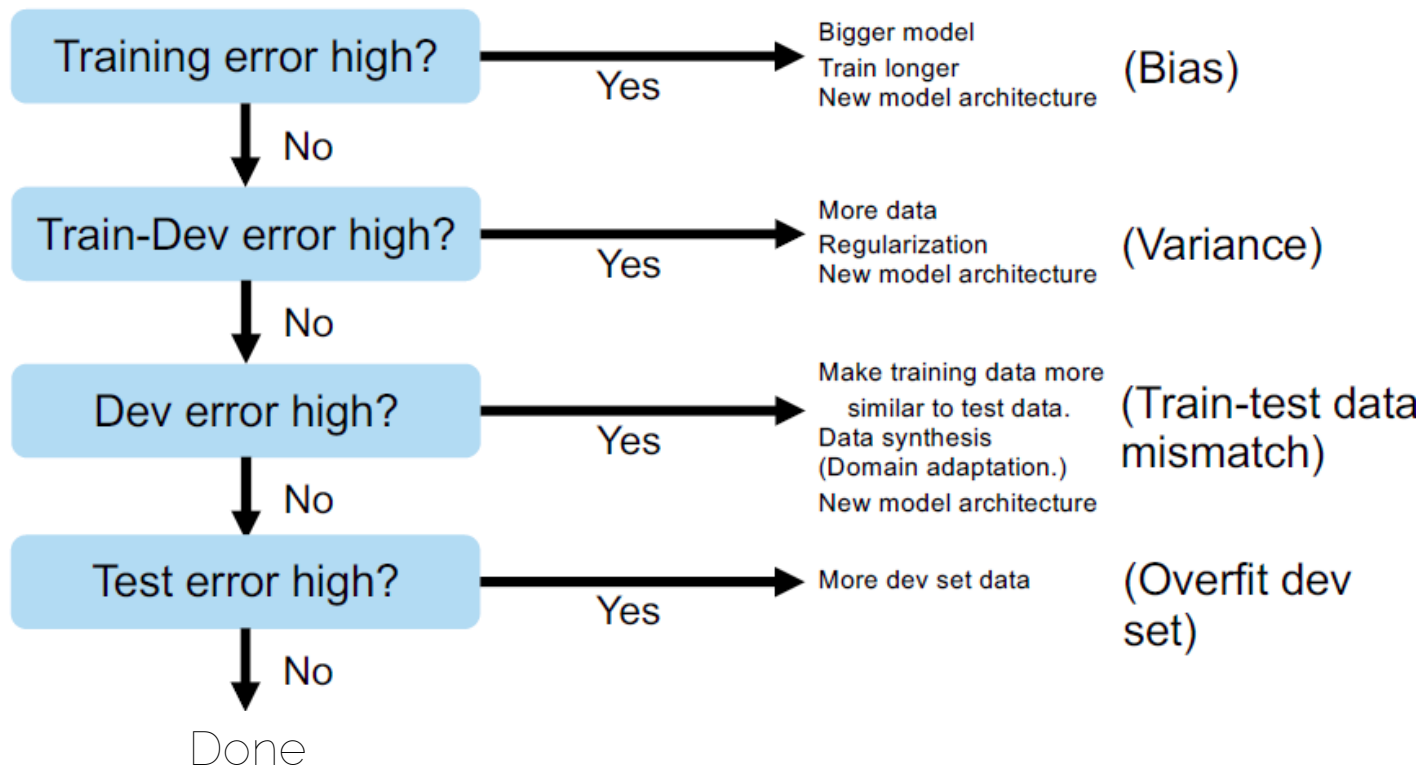 Training error high?
Yes
Bigger model
Train longer
New model architecture
(Bias)
No
Train-Dev error high?
Yes
More data
Regularization
New model architecture
(Variance)
No
Dev error high?
Yes
Make training data more
similar to test data.
Data synthesis
(Domain adaptation.)
New model architecture
(Train-test data
mismatch)
No
Test error high?
Yes
More dev set data
(Overfit dev
set)
No
Done